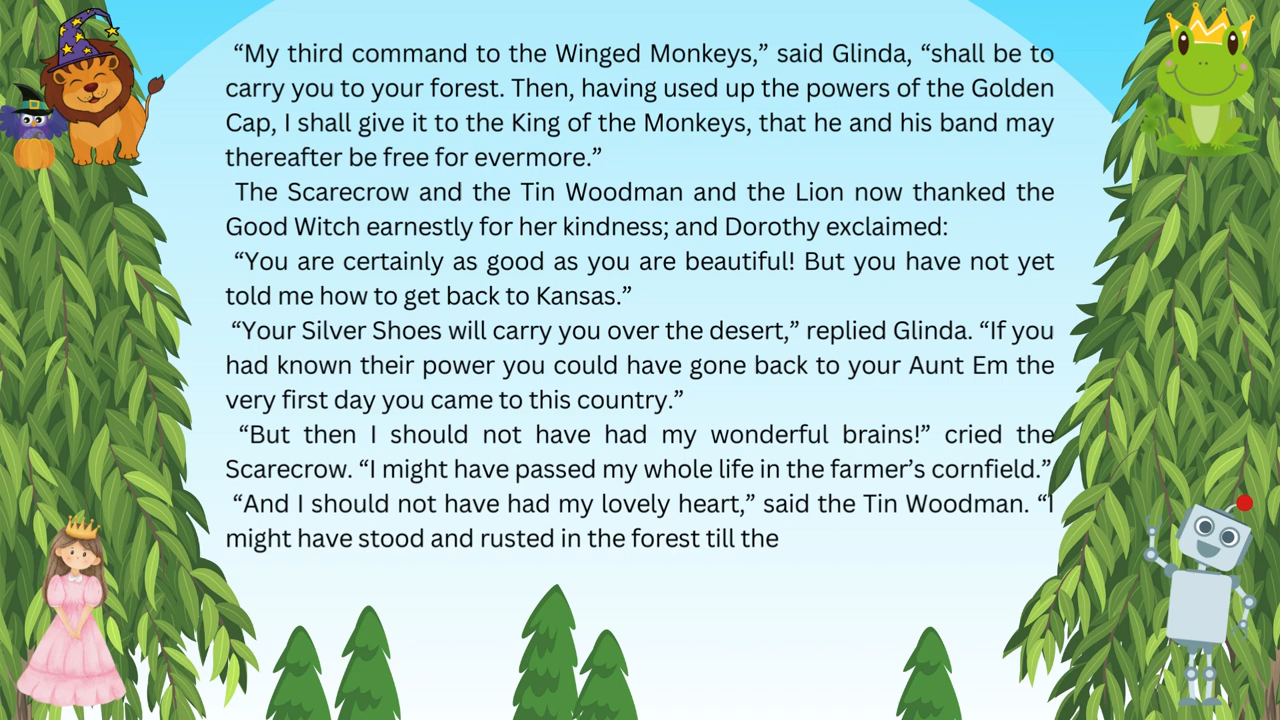 “My third command to the Winged Monkeys,” said Glinda, “shall be to
carry you to your forest. Then, having used up the powers of the Golden
Cap, I shall give it to the King of the Monkeys, that he and his band may
thereafter be free for evermore.”
The Scarecrow and the Tin Woodman and the Lion now thanked the
Good Witch earnestly for her kindness; and Dorothy exclaimed:
“You are certainly as good as you are beautiful! But you have not yet
told me how to get back to Kansas.”
“Your Silver Shoes will carry you over the desert,” replied Glinda. “If you
had known their power you could have gone back to your Aunt Em the
very first day you came to this country.”
“But then I should not have had my wonderful brains!” cried the
Scarecrow. “I might have passed my whole life in the farmer’s cornfield.”
“And I should not have had my lovely heart,” said the Tin Woodman. “I
might have stood and rusted in the forest till the